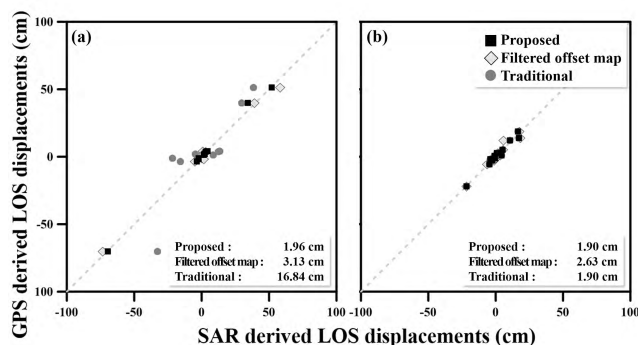 GPS derived LOS displacements (cm)
100
50
0
-50
100
(a)
Proposed : 1.96 cm
Filtered offset map : 3.13 cm
Traditional : 16.84 cm
-100 -50 0 50 100
(b)
Proposed
Filtered offset map
Traditional
Proposed : 1.90 cm
Filtered offset map : 2.63 cm
Traditional : 1.90 cm
-100 -50 0 50 100
SAR derived LOS displacements (cm)